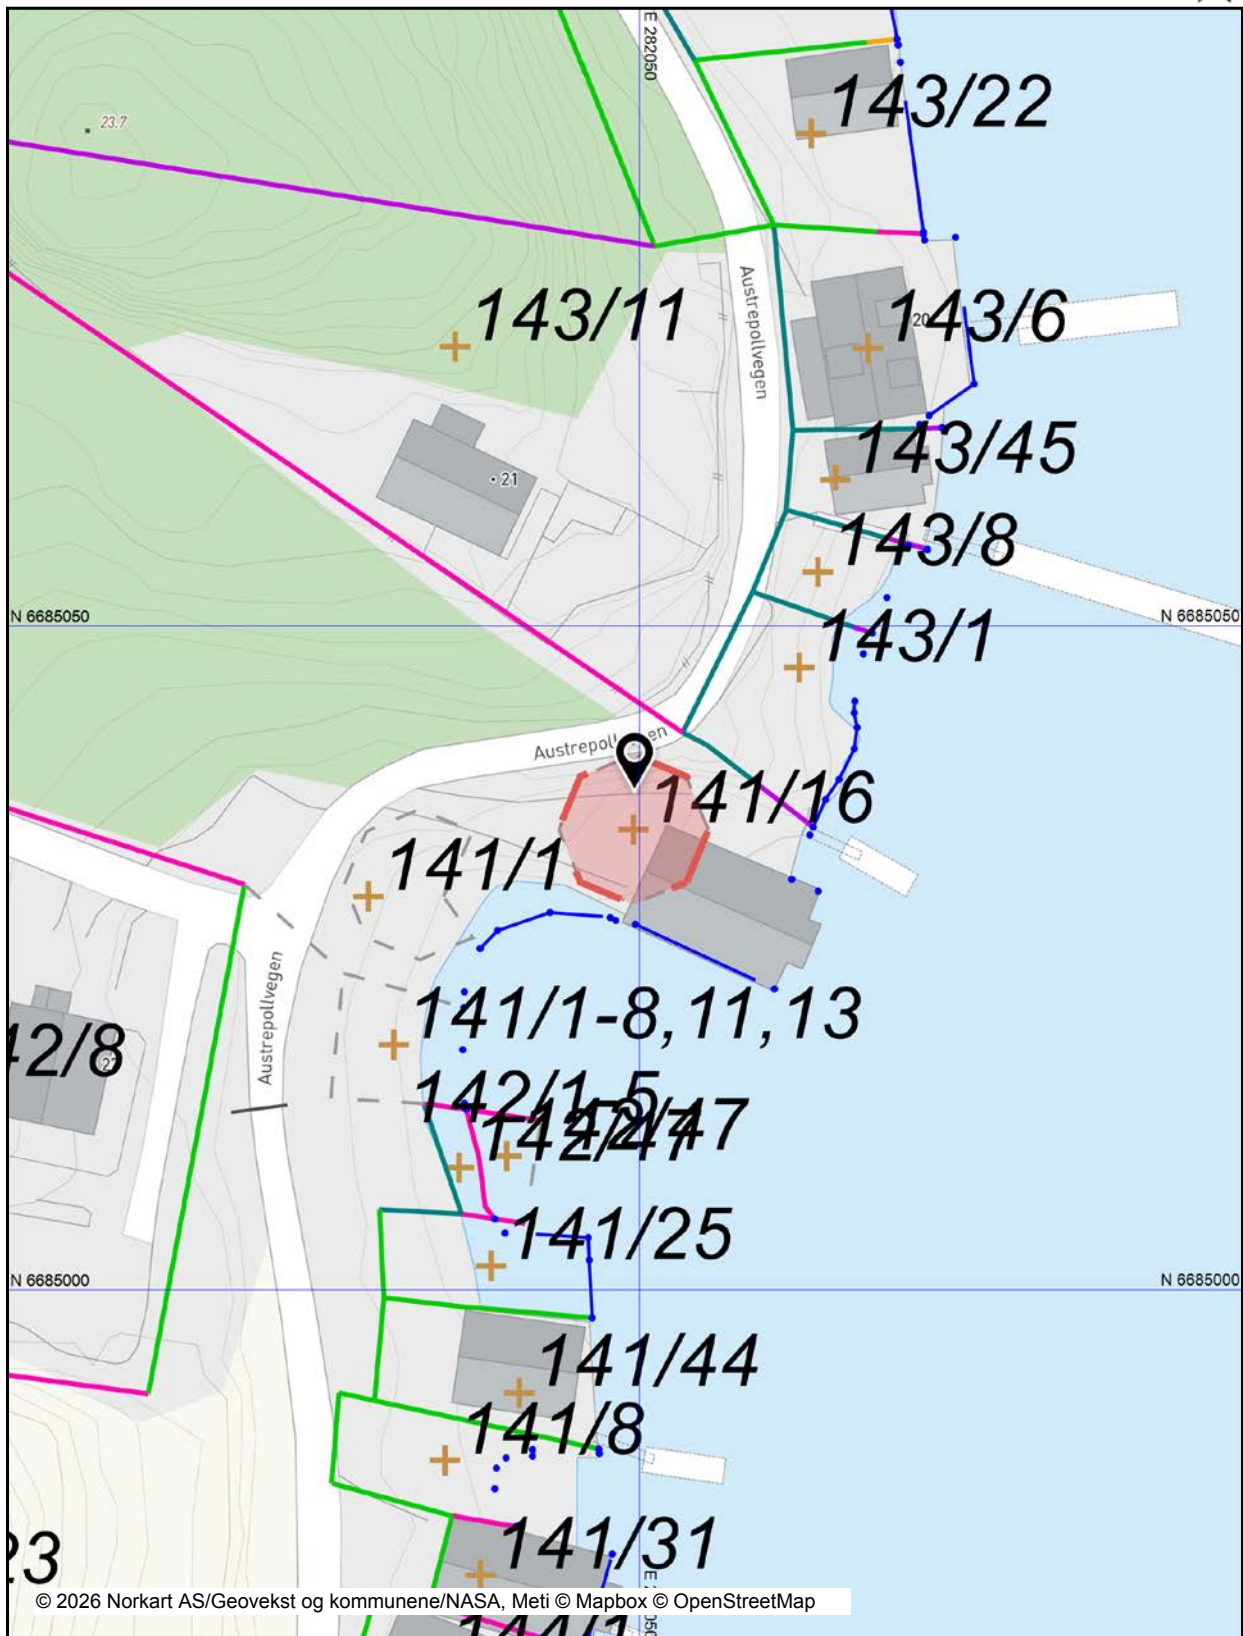 E 282050
23.7
143/22
Austrepollvegen
143/11
20
143/6
21
143/45
143/8
N 6685050
N 6685050
143/1
141/16
141/1
Austrepollvegen
141/1-8,11,13
42/8
142/1-5
142/47
141/25
N 6685000
N 6685000
141/44
141/8
141/31
23
© 2026 Norkart AS/Geovekst og kommunene/NASA, Meti © Mapbox © OpenStreetMap